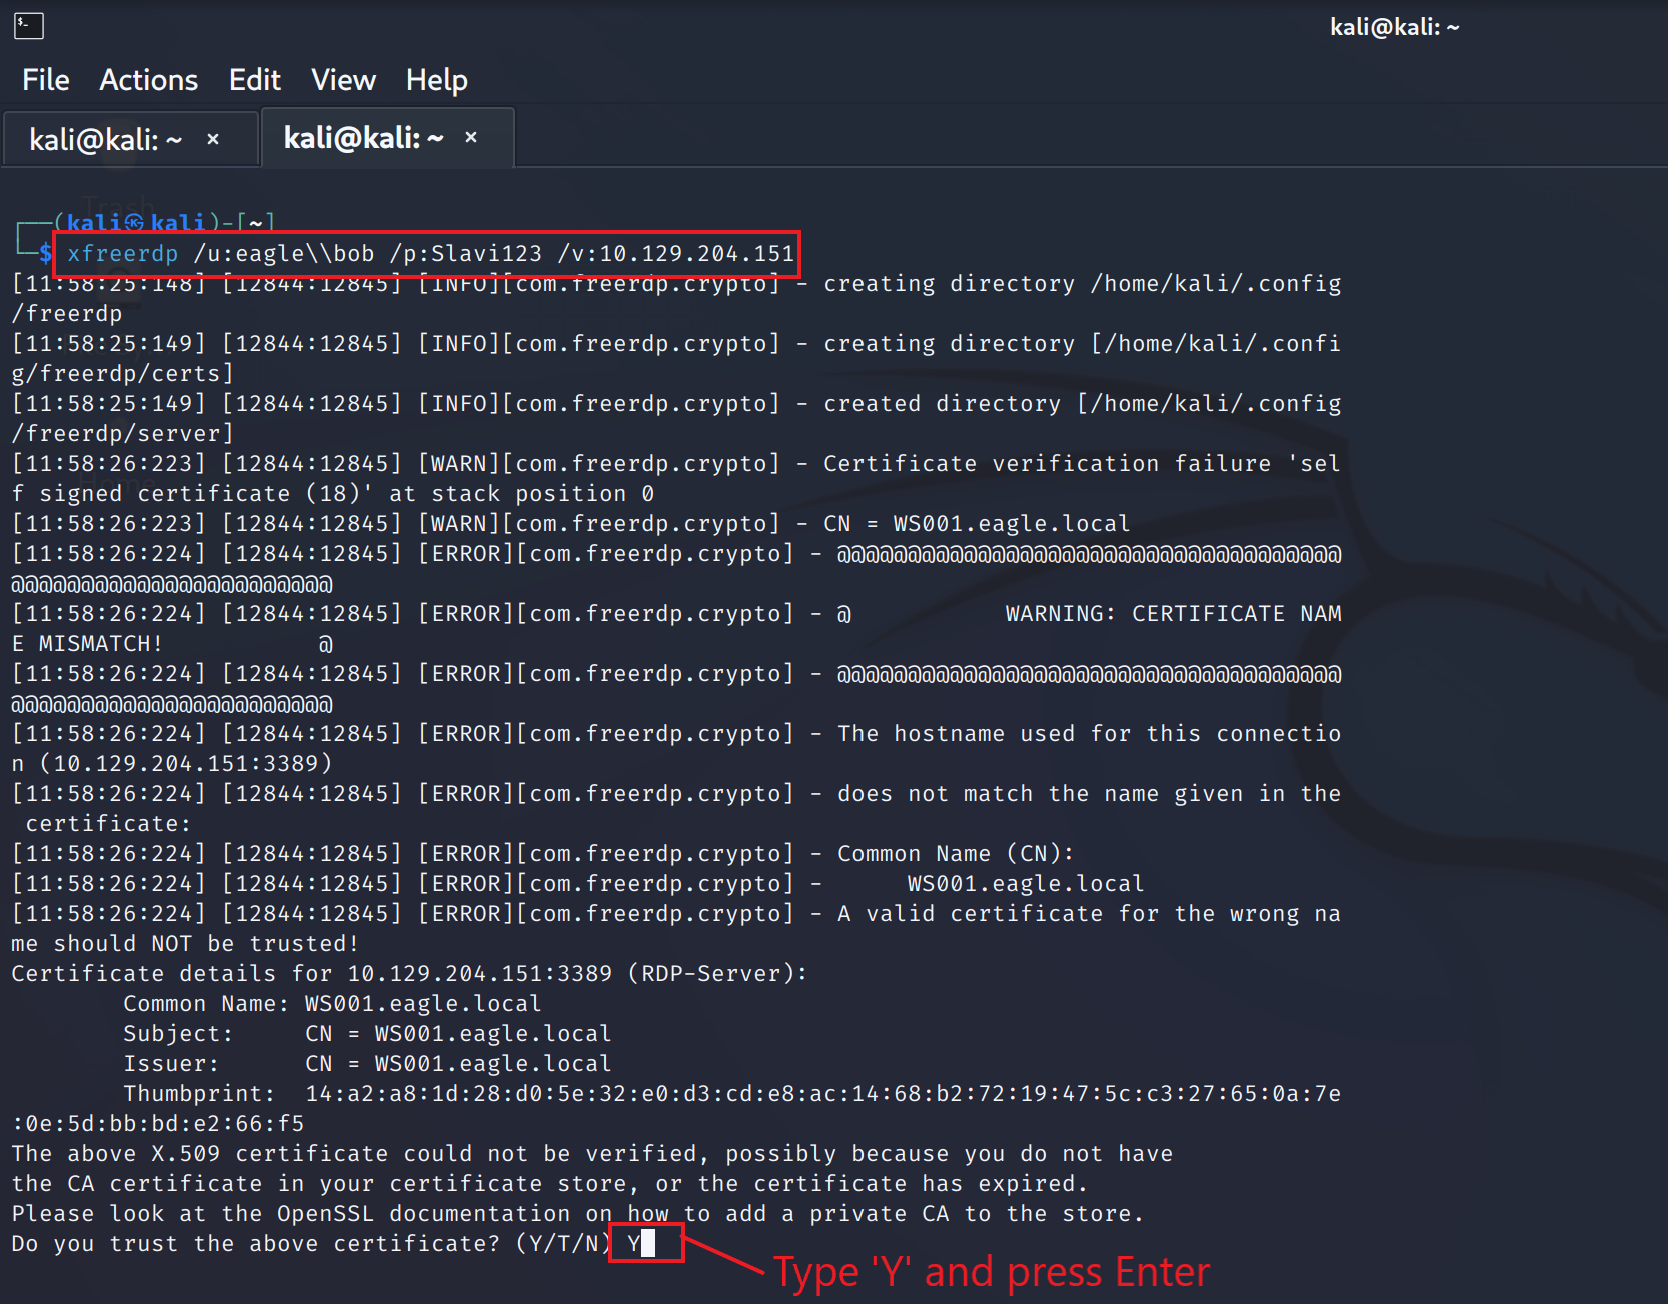 kali@kali: ~
File Actions Edit View Help
kali@kali: ~ × kali@kali: ~ ×
Trash
┌──(kali㉿kali)-[~]
└─$ xfreerdp /u:eagle\\bob /p:Slavi123 /v:10.129.204.151
[11:58:25:148] [12844:12845] [INFO][com.freerdp.crypto] - creating directory /home/kali/.config
/freerdp
[11:58:25:149] [12844:12845] [INFO][com.freerdp.crypto] - creating directory [/home/kali/.confi
g/freerdp/certs]
[11:58:25:149] [12844:12845] [INFO][com.freerdp.crypto] - created directory [/home/kali/.config
/freerdp/server]
[11:58:26:223] [12844:12845] [WARN][com.freerdp.crypto] - Certificate verification failure 'sel
Home
f signed certificate (18)' at stack position 0
[11:58:26:223] [12844:12845] [WARN][com.freerdp.crypto] - CN = WS001.eagle.local
[11:58:26:224] [12844:12845] [ERROR][com.freerdp.crypto] - @@@@@@@@@@@@@@@@@@@@@@@@@@@@@@@@@@@@
@@@@@@@@@@@@@@@@@@@@@@@
[11:58:26:224] [12844:12845] [ERROR][com.freerdp.crypto] - @           WARNING: CERTIFICATE NAM
E MISMATCH!           @
[11:58:26:224] [12844:12845] [ERROR][com.freerdp.crypto] - @@@@@@@@@@@@@@@@@@@@@@@@@@@@@@@@@@@@
@@@@@@@@@@@@@@@@@@@@@@@
[11:58:26:224] [12844:12845] [ERROR][com.freerdp.crypto] - The hostname used for this connectio
n (10.129.204.151:3389)
[11:58:26:224] [12844:12845] [ERROR][com.freerdp.crypto] - does not match the name given in the
 certificate:
[11:58:26:224] [12844:12845] [ERROR][com.freerdp.crypto] - Common Name (CN):
[11:58:26:224] [12844:12845] [ERROR][com.freerdp.crypto] -      WS001.eagle.local
[11:58:26:224] [12844:12845] [ERROR][com.freerdp.crypto] - A valid certificate for the wrong na
me should NOT be trusted!
Certificate details for 10.129.204.151:3389 (RDP-Server):
        Common Name: WS001.eagle.local
        Subject:     CN = WS001.eagle.local
        Issuer:      CN = WS001.eagle.local
        Thumbprint:  14:a2:a8:1d:28:d0:5e:32:e0:d3:cd:e8:ac:14:68:b2:72:19:47:5c:c3:27:65:0a:7e
:0e:5d:bb:bd:e2:66:f5
The above X.509 certificate could not be verified, possibly because you do not have
the CA certificate in your certificate store, or the certificate has expired.
Please look at the OpenSSL documentation on how to add a private CA to the store.
Do you trust the above certificate? (Y/T/N) Y
Type 'Y' and press Enter